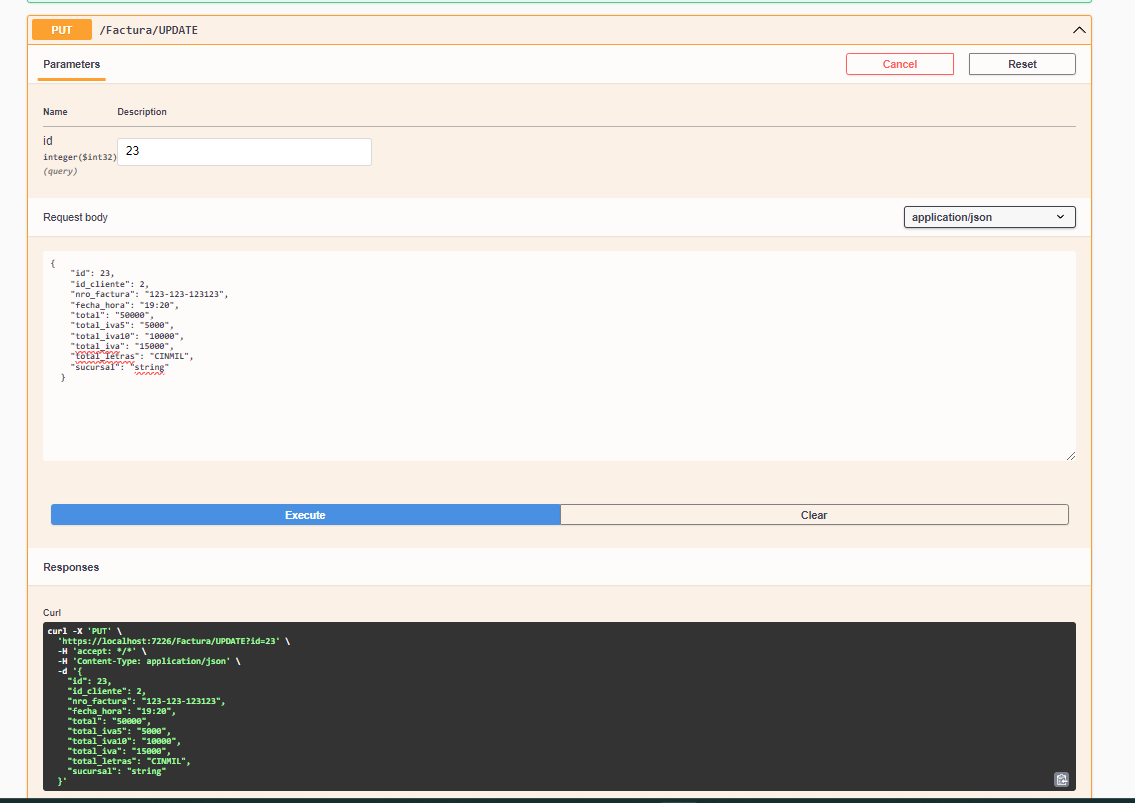 PUT /Factura/UPDATE
Parameters Cancel Reset
Name Description
id
integer($int32)
(query)
23
Request body application/json
{
"id": 23,
"id_cliente": 2,
"nro_factura": "123-123-123123",
"fecha_hora": "19:20",
"total": "50000",
"total_iva5": "5000",
"total_iva10": "10000",
"total_iva": "15000",
"total_letras": "CINMIL",
"sucursal": "string"
}
Execute Clear
Responses
Curl
curl -X 'PUT' \
'https://localhost:7226/Factura/UPDATE?id=23' \
-H 'accept: */*' \
-H 'Content-Type: application/json' \
-d '{
"id": 23,
"id_cliente": 2,
"nro_factura": "123-123-123123",
"fecha_hora": "19:20",
"total": "50000",
"total_iva5": "5000",
"total_iva10": "10000",
"total_iva": "15000",
"total_letras": "CINMIL",
"sucursal": "string"
}'